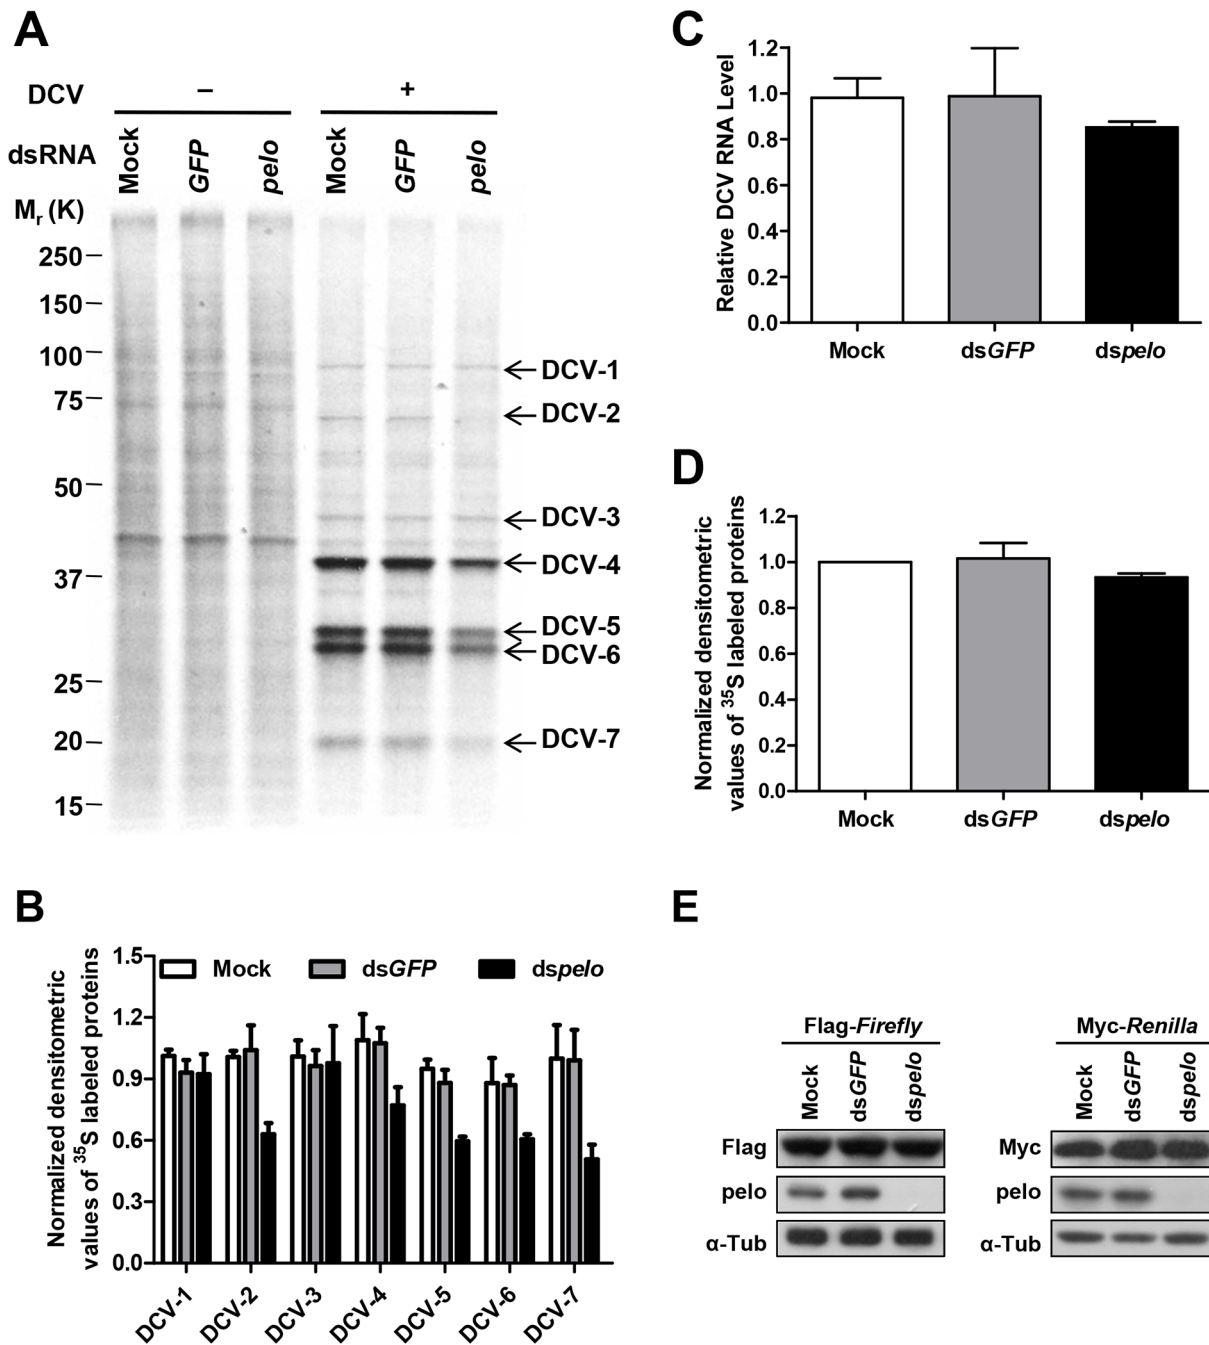 A
DCV
–
+
dsRNA
Mock
GFP
pelo
Mock
GFP
pelo
Mr (K)
250
150
100
75
50
37
25
20
15
DCV-1
DCV-2
DCV-3
DCV-4
DCV-5
DCV-6
DCV-7
B
Normalized densitometric
values of 35S labeled proteins
1.5
1.2
0.9
0.6
0.3
0.0
Mock
dsGFP
dspelo
DCV-1
DCV-2
DCV-3
DCV-4
DCV-5
DCV-6
DCV-7
C
Relative DCV RNA Level
1.2
1.0
0.8
0.6
0.4
0.2
0.0
Mock
dsGFP
dspelo
D
Normalized densitometric
values of 35S labeled proteins
1.2
1.0
0.8
0.6
0.4
0.2
0.0
Mock
dsGFP
dspelo
E
Flag-Firefly
Mock
dsGFP
dspelo
Flag
pelo
α-Tub
Myc-Renilla
Mock
dsGFP
dspelo
Myc
pelo
α-Tub